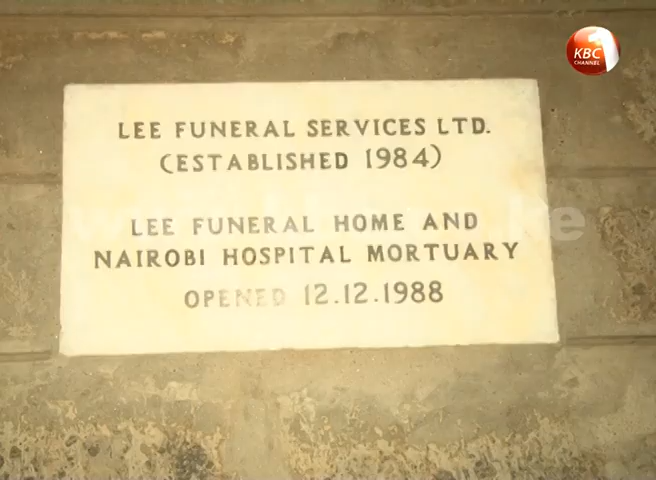 1
KBC
CHANNEL
LEE FUNERAL SERVICES LTD.
(ESTABLISHED 1984)
LEE FUNERAL HOME AND
NAIROBI HOSPITAL MORTUARY
OPENED 12.12.1988